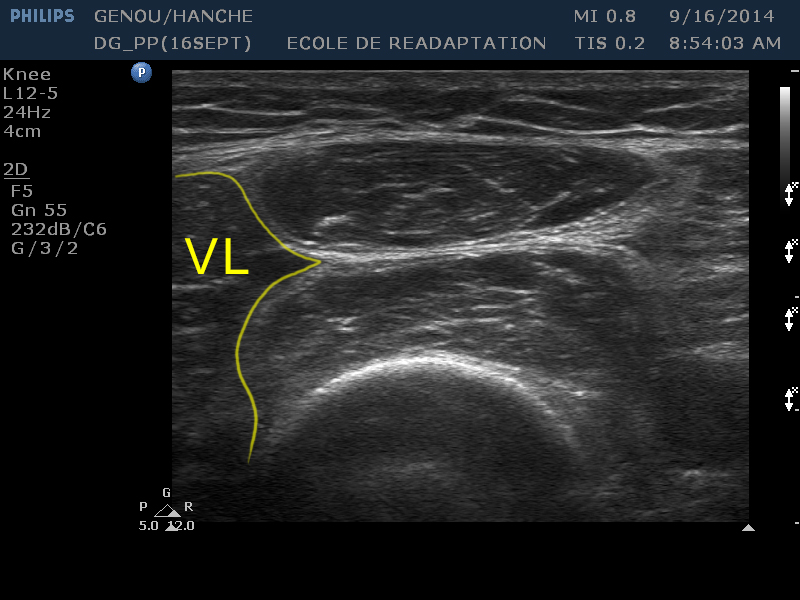 PHILIPS GENOU/HANCHE MI 0.8 9/16/2014
DG_PP(16SEPT) ECOLE DE READAPTATION TIS 0.2 8:54:03 AM
Knee
L12-5
24Hz
4cm
2D
F5
Gn 55
232dB/C6
G/3/2
P
VL
G
P R
5.0 12.0